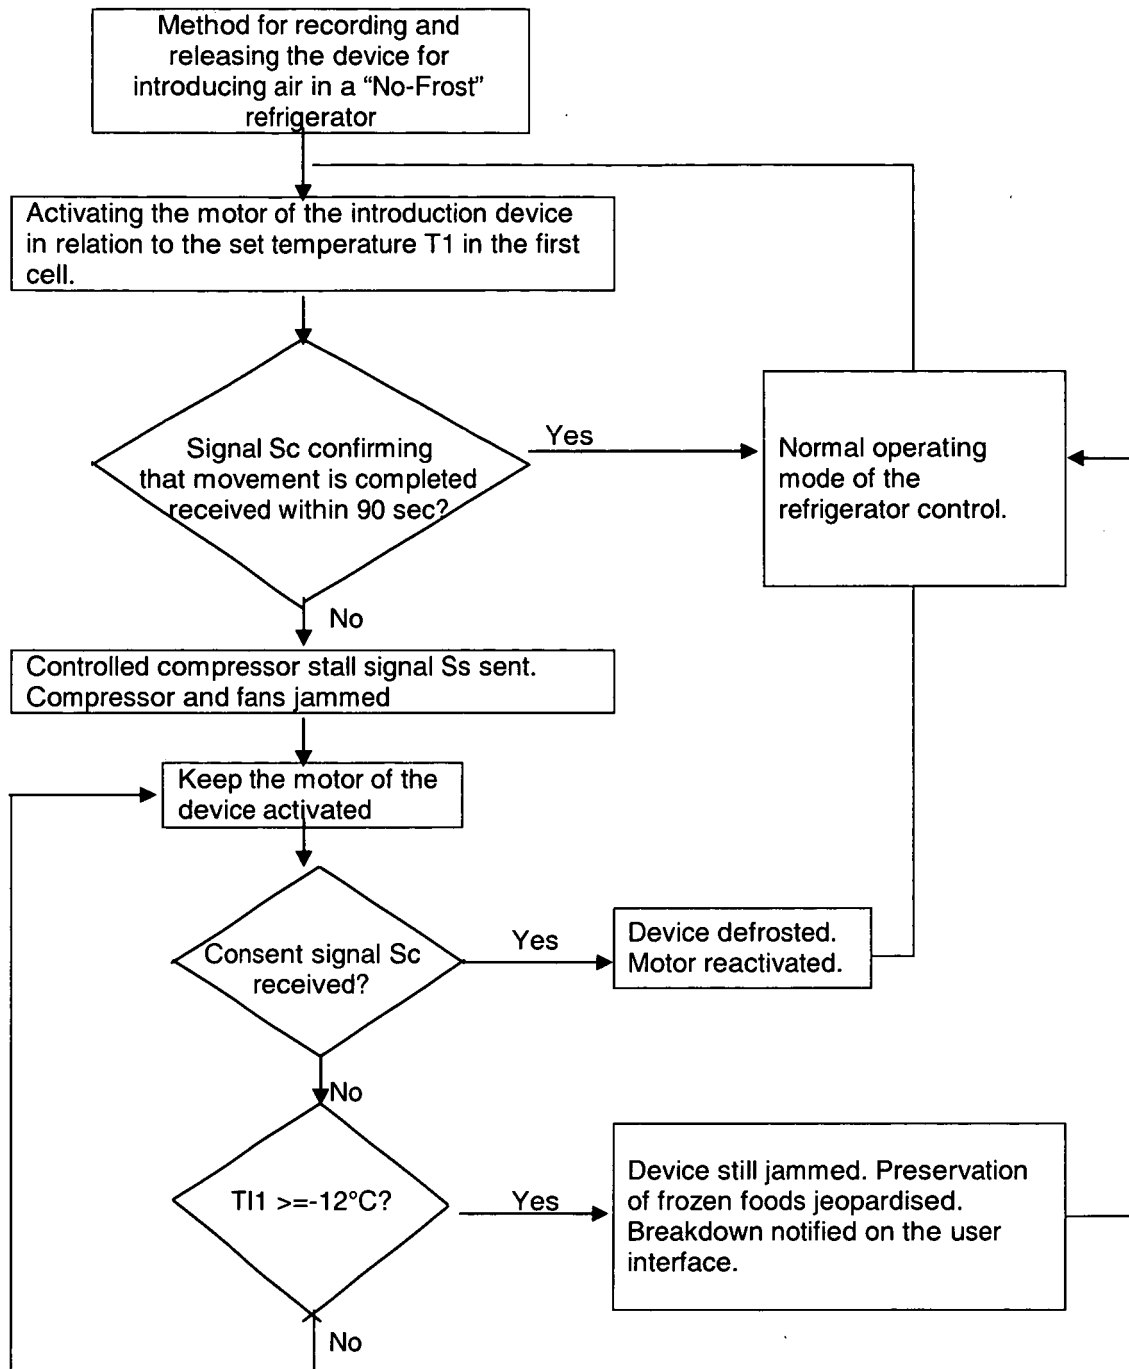 Method for recording and
releasing the device for
introducing air in a “No-Frost”
refrigerator
Activating the motor of the introduction device
in relation to the set temperature T1 in the first
cell.
Signal Sc confirming
that movement is completed
received within 90 sec?
Yes
Normal operating
mode of the
refrigerator control.
No
Controlled compressor stall signal Ss sent.
Compressor and fans jammed
Keep the motor of the
device activated
Consent signal Sc
received?
Yes
Device defrosted.
Motor reactivated.
No
TI1 >=-12°C?
Yes
Device still jammed. Preservation
of frozen foods jeopardised.
Breakdown notified on the user
interface.
No